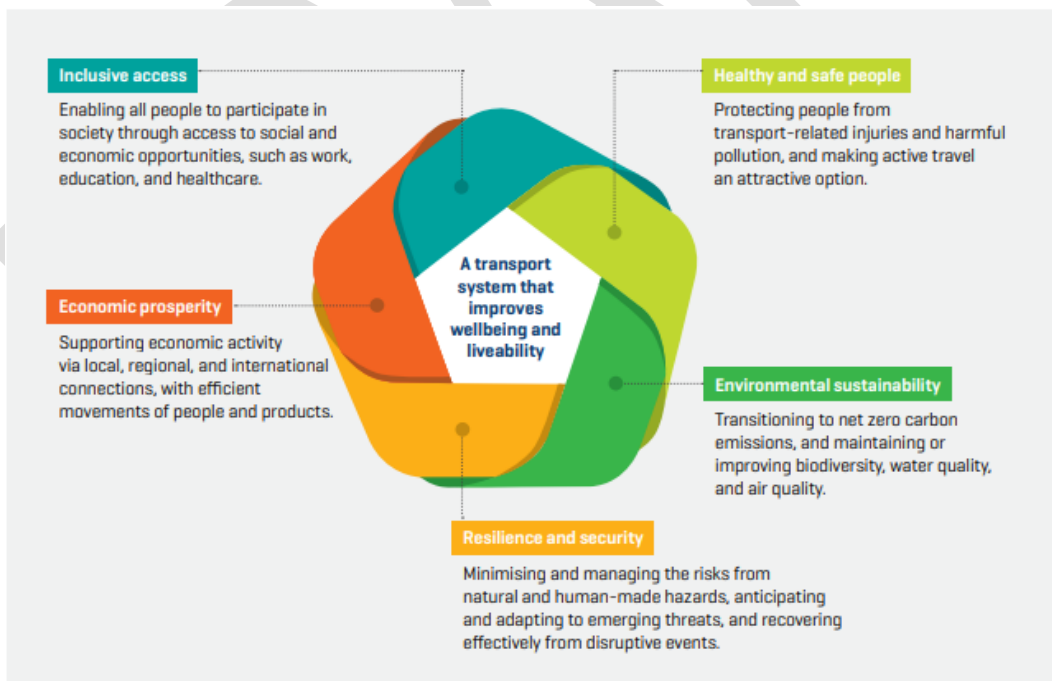 Inclusive access
Enabling all people to participate in
society through access to social and
economic opportunities, such as work,
education, and healthcare.
Healthy and safe people
Protecting people from
transport-related injuries and harmful
pollution, and making active travel
an attractive option.
A transport
system that
improves
wellbeing and
liveability
Economic prosperity
Supporting economic activity
via local, regional, and international
connections, with efficient
movements of people and products.
Environmental sustainability
Transitioning to net zero carbon
emissions, and maintaining or
improving biodiversity, water quality,
and air quality.
Resilience and security
Minimising and managing the risks from
natural and human-made hazards, anticipating
and adapting to emerging threats, and recovering
effectively from disruptive events.